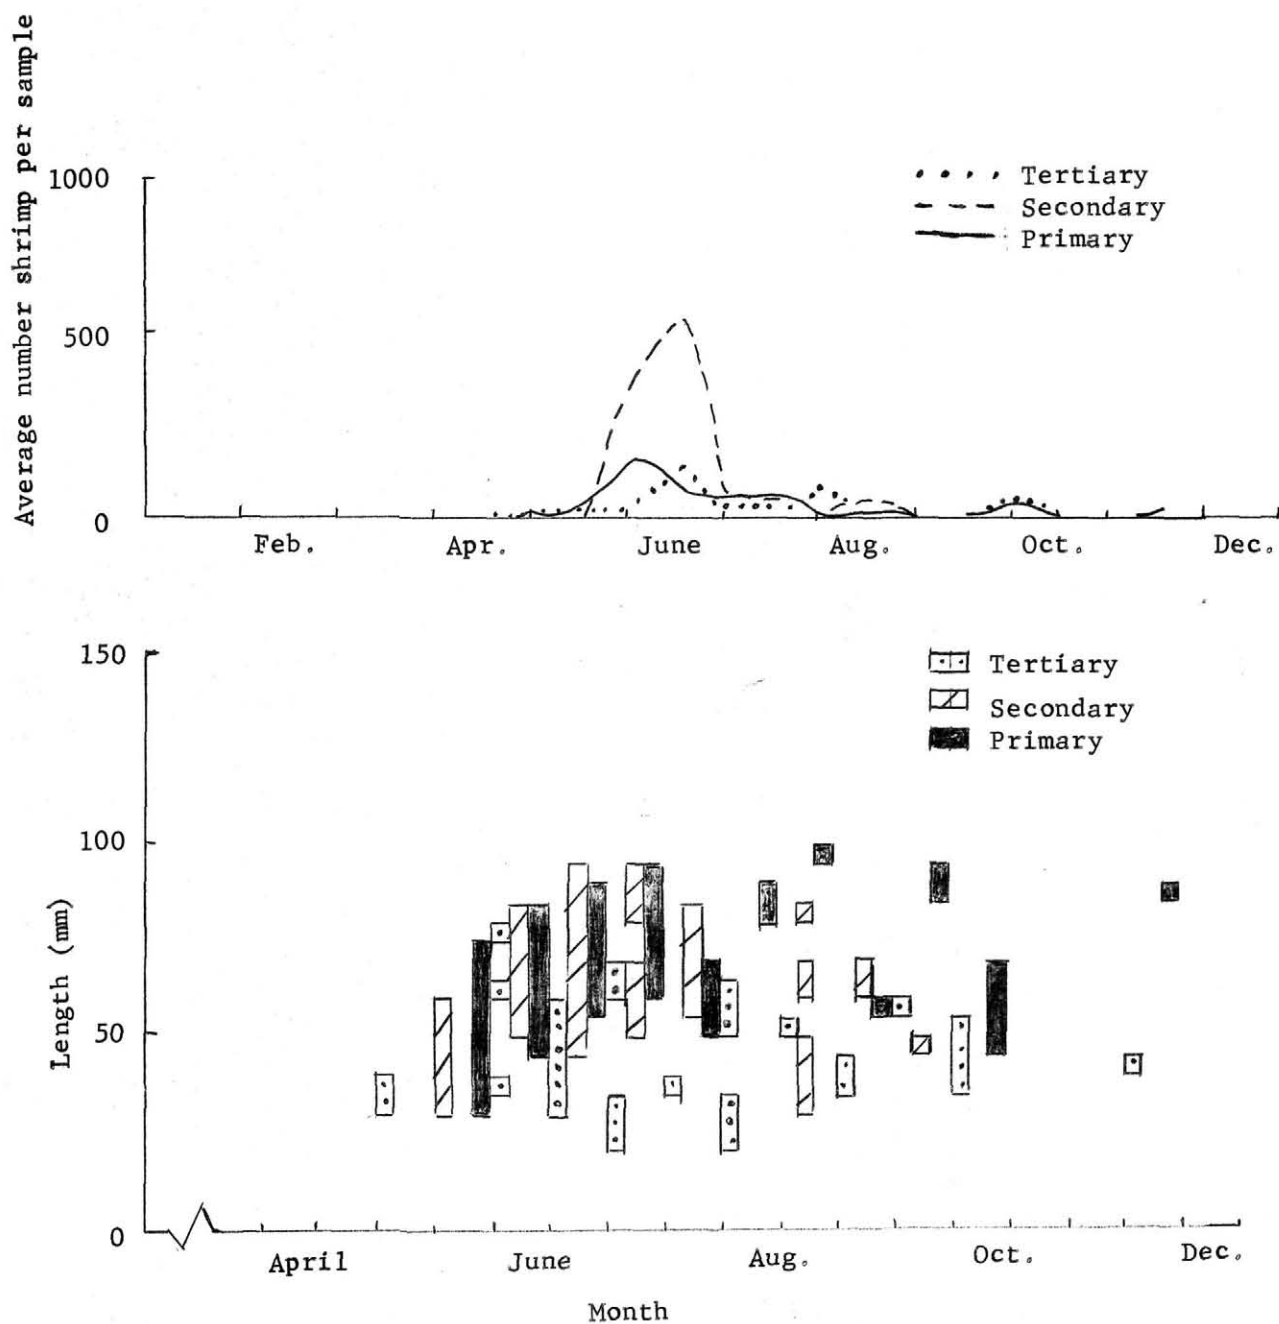 Average number shrimp per sample
1000
500
0
Tertiary
Secondary
Primary
Feb. Apr. June Aug. Oct. Dec.
Length (mm)
150
100
50
0
Tertiary
Secondary
Primary
April June Aug. Oct. Dec.
Month